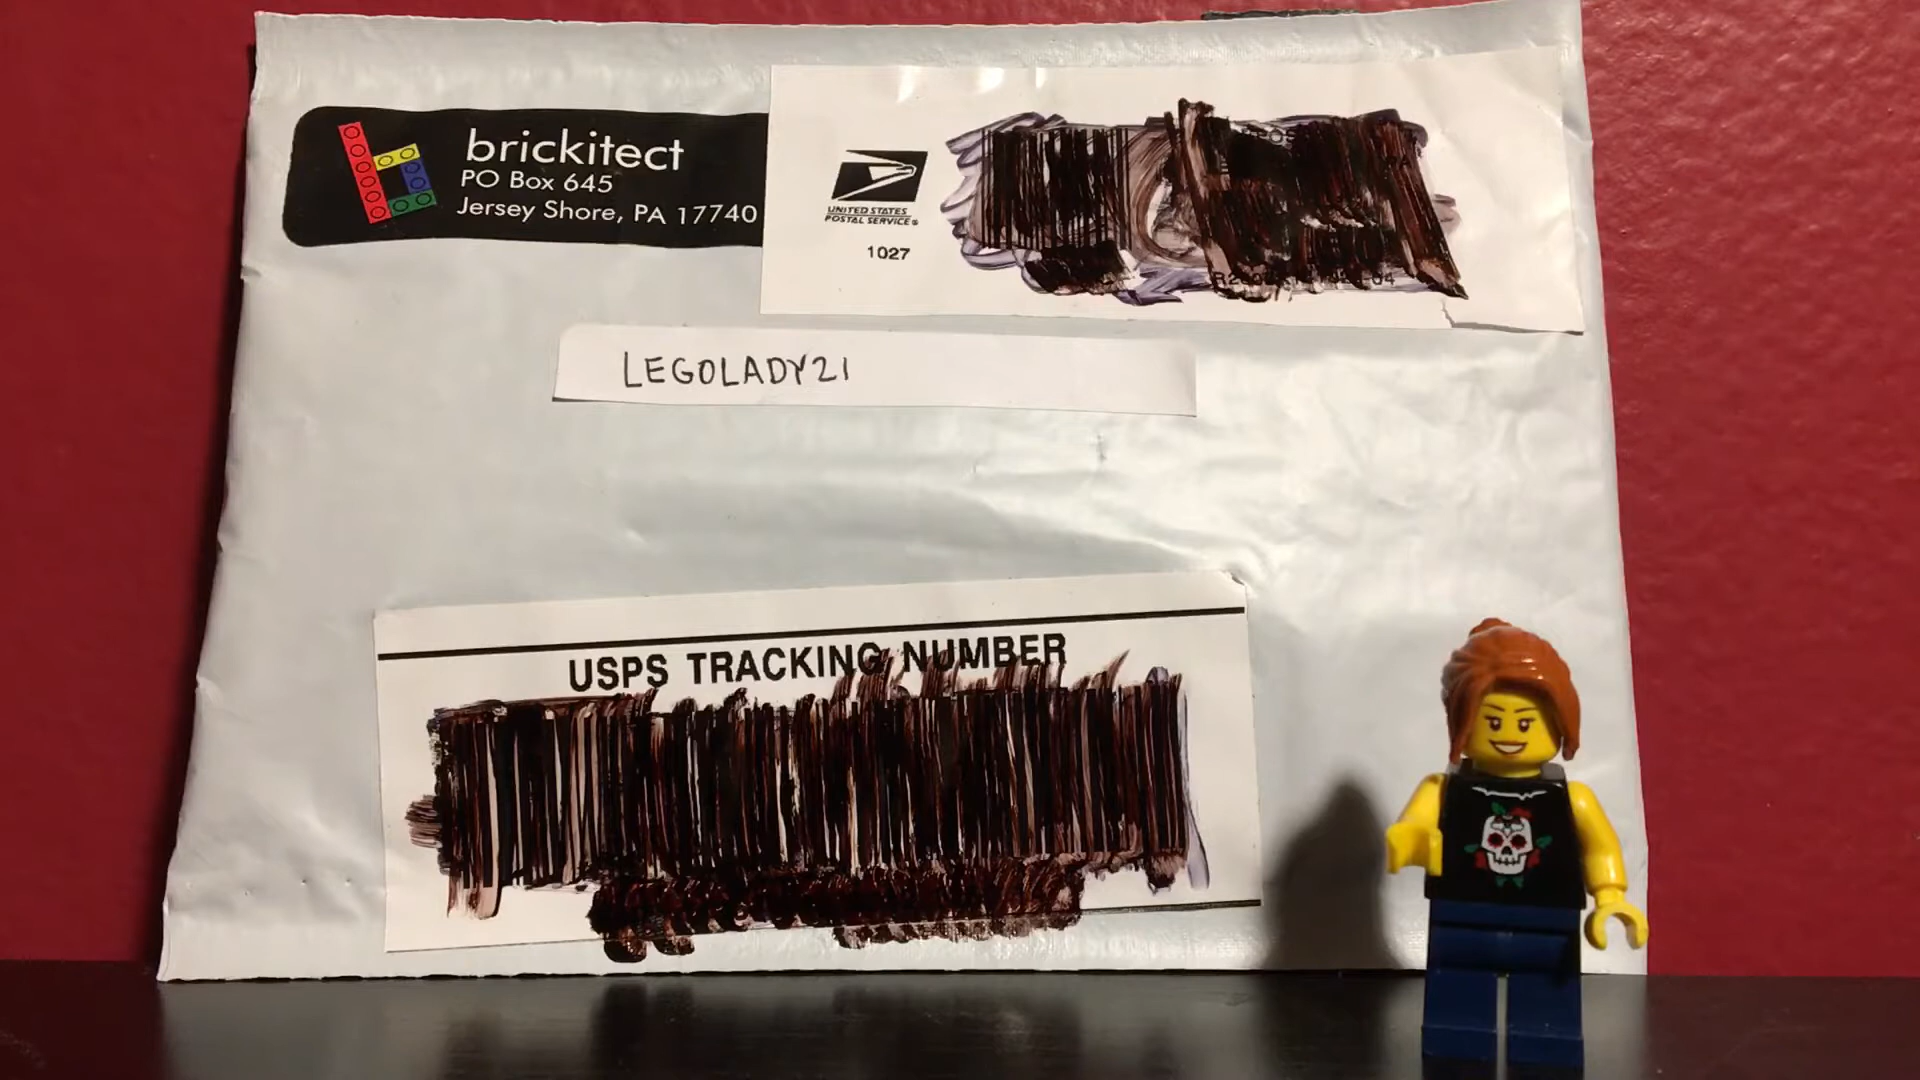 brickitect
PO Box 645
Jersey Shore, PA 17740
UNITED STATES
POSTAL SERVICE
1027
LEGOLADY21
USPS TRACKING NUMBER